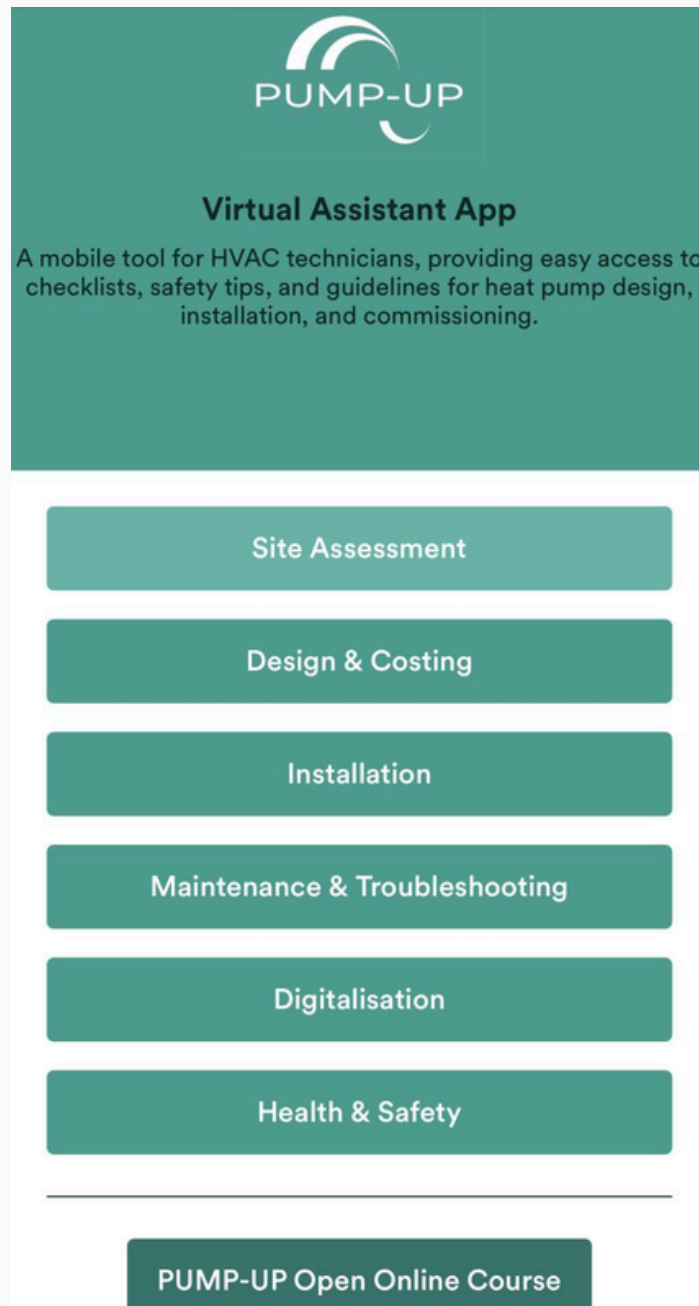 PUMP-UP
Virtual Assistant App
A mobile tool for HVAC technicians, providing easy access to
checklists, safety tips, and guidelines for heat pump design,
installation, and commissioning.
Site Assessment
Design & Costing
Installation
Maintenance & Troubleshooting
Digitalisation
Health & Safety
PUMP-UP Open Online Course